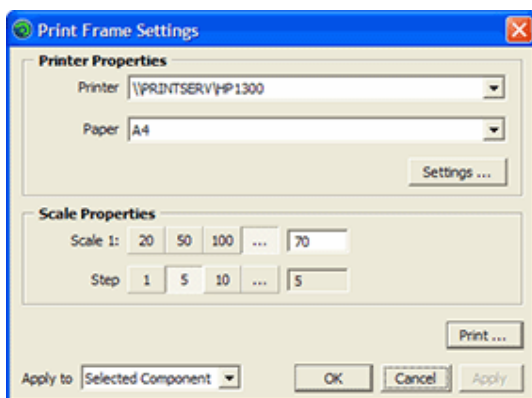 Print Frame Settings
Printer Properties
Printer \\PRINTSERV\HP1300
Paper A4
Settings ...
Scale Properties
Scale 1: 20 50 100 ... 70
Step 1 5 10 ... 5
Print ...
Apply to Selected Component OK Cancel Apply